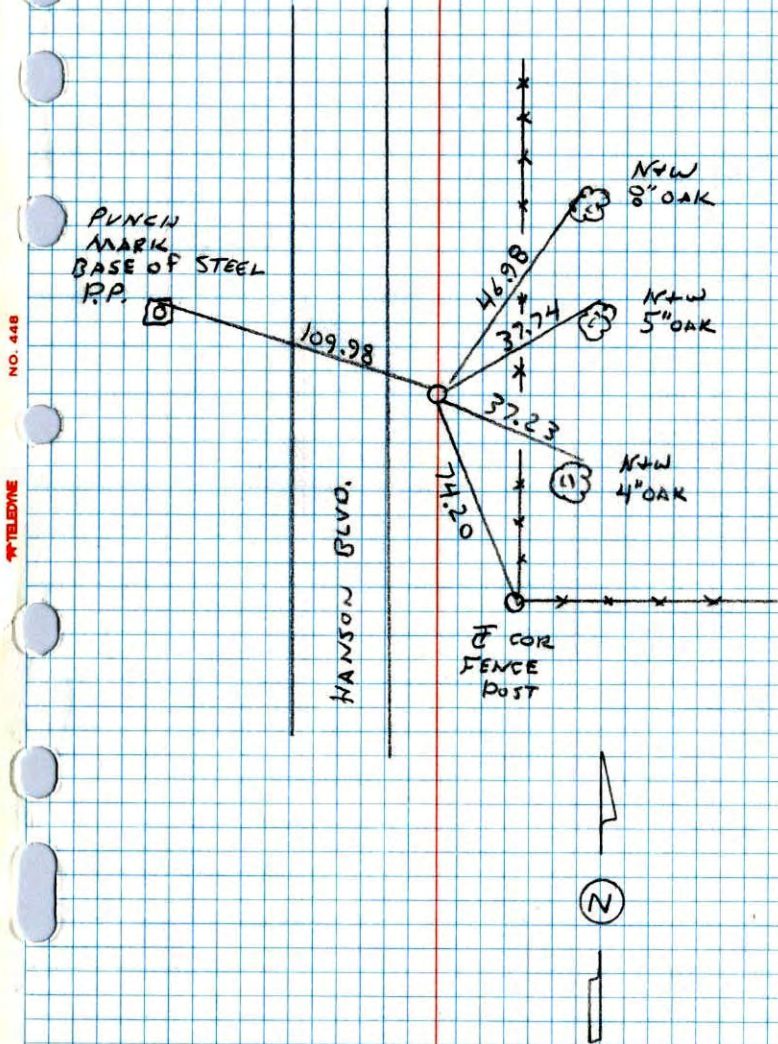 N+W
8" OAK
PUNCH
MARK
BASE OF STEEL
P.P.
46.98
N+W
5" OAK
37.74
109.98
37.23
N+W
4" OAK
74.20
HANSON BLVD.
COR
FENCE
POST
N
NO. 448
TELEDYNE